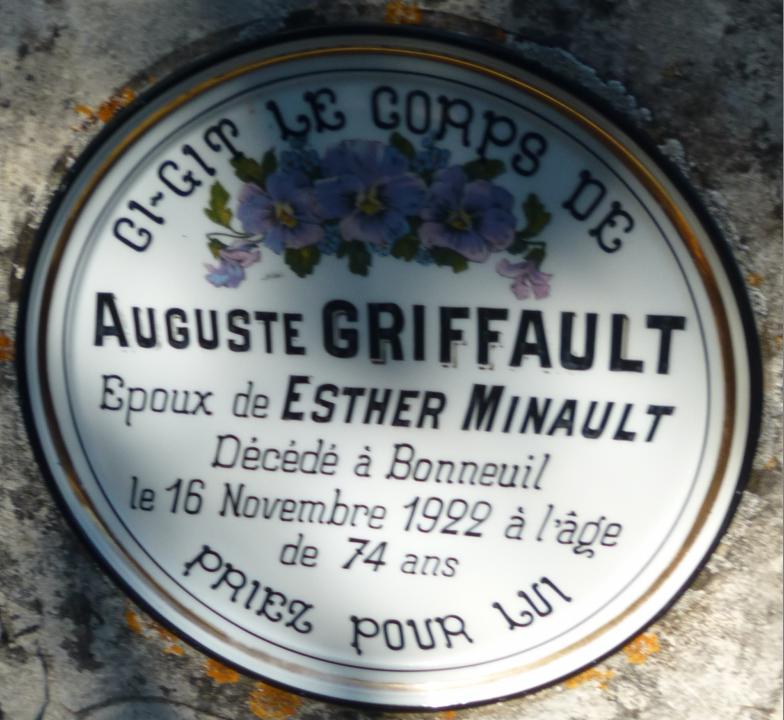 CI~GIT LE CORPS DE
AUGUSTE GRIFFAULT
Epoux de ESTHER MINAULT
Décédé à Bonneuil
le 16 Novembre 1922 à l'âge
de 74 ans
PRIEZ POUR LUI